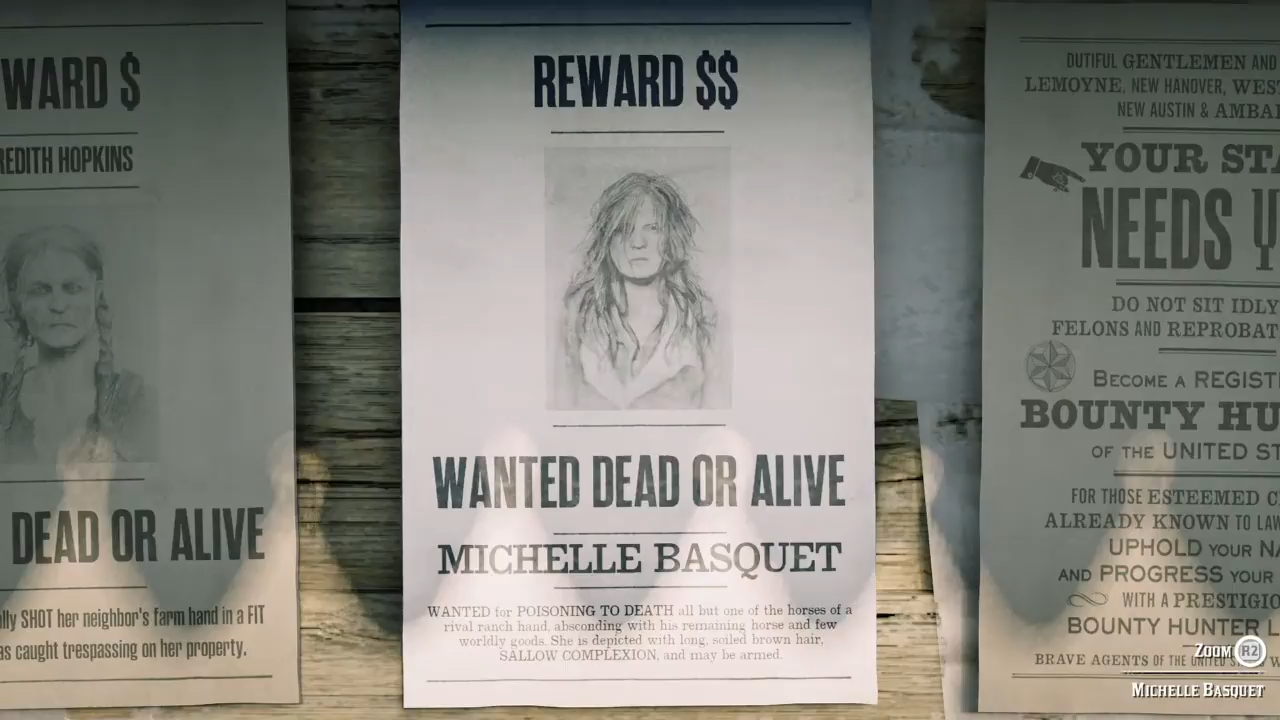 WARD $
REDITH HOPKINS
DEAD OR ALIVE
lly SHOT her neighbor's farm hand in a FIT
as caught trespassing on her property.
REWARD $$
WANTED DEAD OR ALIVE
MICHELLE BASQUET
WANTED for POISONING TO DEATH all but one of the horses of a
rival ranch hand, absconding with his remaining horse and few
worldly goods. She is depicted with long, soiled brown hair,
SALLOW COMPLEXION, and may be armed.
DUTIFUL GENTLEMEN AND
LEMOYNE, NEW HANOVER, WES
NEW AUSTIN & AMBA
YOUR STA
NEEDS Y
DO NOT SIT IDLY
FELONS AND REPROBAT
BECOME A REGIST
BOUNTY HU
OF THE UNITED ST
FOR THOSE ESTEEMED C
ALREADY KNOWN TO LAW
UPHOLD YOUR NA
AND PROGRESS YOUR
WITH A PRESTIGIO
BOUNTY HUNTER L
BRAVE AGENTS OF THE UNITED
ZOOM R2
MICHELLE BASQUET